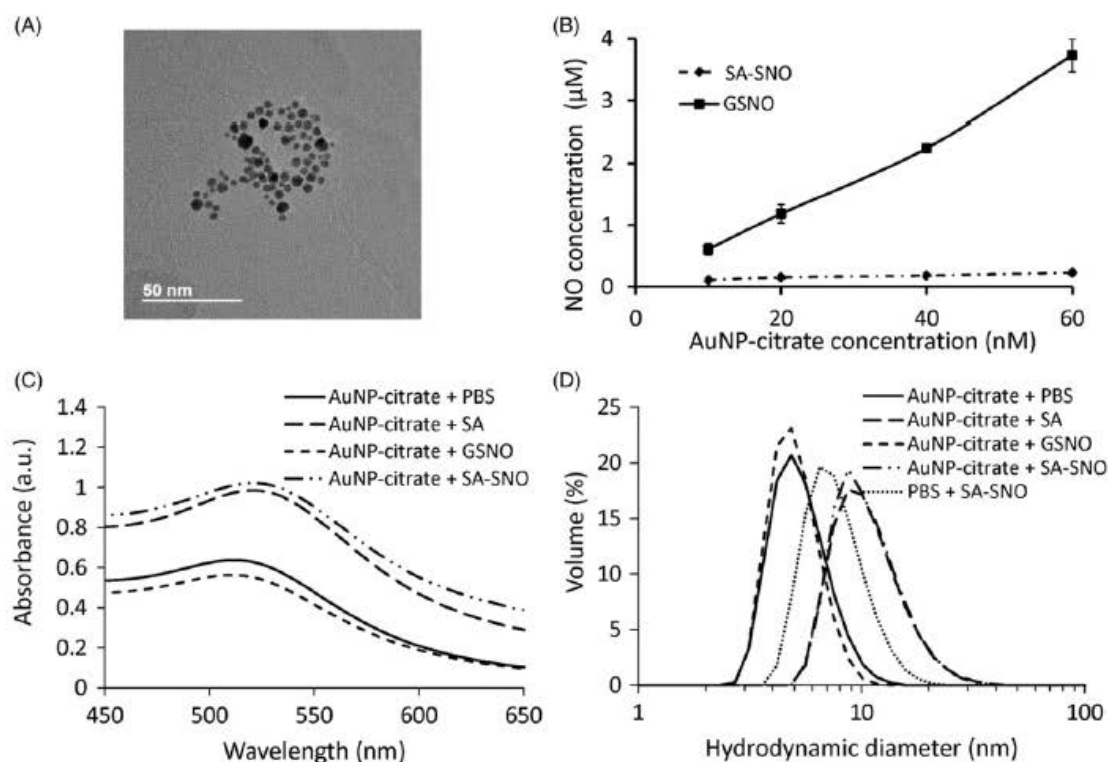 (A)
50 nm
(B)
NO concentration (µM)
4
3
2
1
0
SA-SNO
GSNO
0 20 40 60
AuNP-citrate concentration (nM)
(C)
Absorbance (a.u.)
1.4
1.2
1
0.8
0.6
0.4
0.2
0
AuNP-citrate + PBS
AuNP-citrate + SA
AuNP-citrate + GSNO
AuNP-citrate + SA-SNO
450 500 550 600 650
Wavelength (nm)
(D)
Volume (%)
25
20
15
10
5
0
AuNP-citrate + PBS
AuNP-citrate + SA
AuNP-citrate + GSNO
AuNP-citrate + SA-SNO
PBS + SA-SNO
1 10 100
Hydrodynamic diameter (nm)